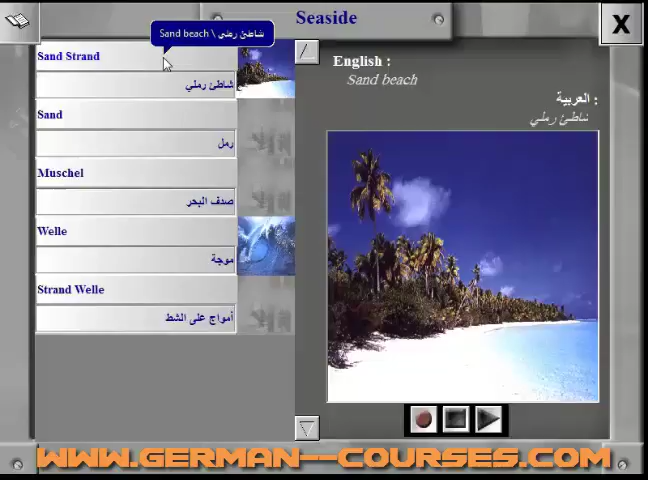 Seaside
X
Sand beach \ شاطئ رملي
Sand Strand
شاطئ رملي
Sand
رمل
Muschel
صدف البحر
Welle
موجة
Strand Welle
أمواج على الشط
English :
Sand beach
العربية :
شاطئ رملي
WWW.GERMAN--COURSES.COM